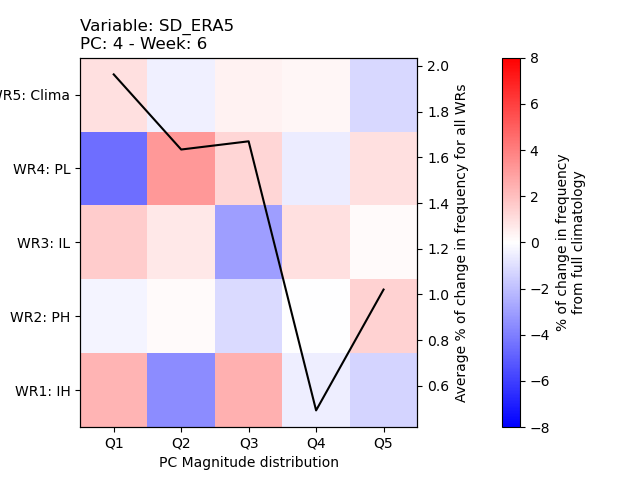 Variable: SD_ERA5
PC: 4 - Week: 6
WR5: Clima
WR4: PL
WR3: IL
WR2: PH
WR1: IH
Q1 Q2 Q3 Q4 Q5
PC Magnitude distribution
2.0
1.8
1.6
1.4
1.2
1.0
0.8
0.6
Average % of change in frequency for all WRs
8
6
4
2
0
−2
−4
−6
−8
% of change in frequency
from full climatology